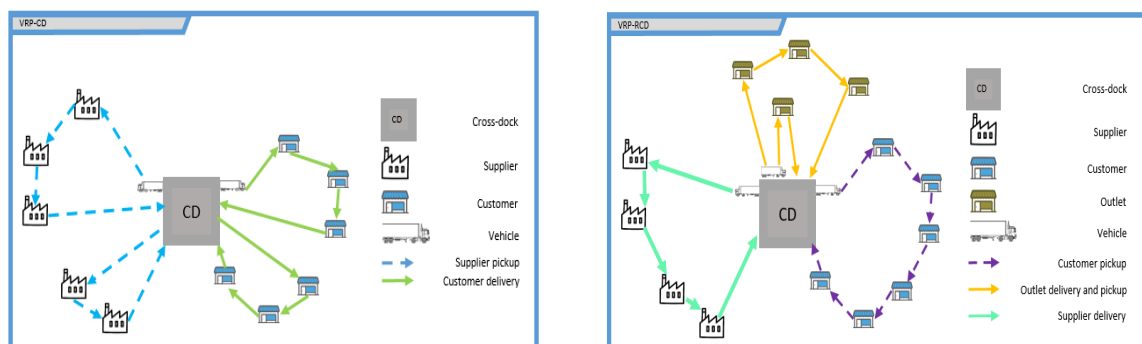 VRP-CD
CD
CD
Cross-dock
Supplier
Customer
Vehicle
Supplier pickup
Customer delivery
VRP-RCD
CD
CD
Cross-dock
Supplier
Customer
Outlet
Vehicle
Customer pickup
Outlet delivery and pickup
Supplier delivery